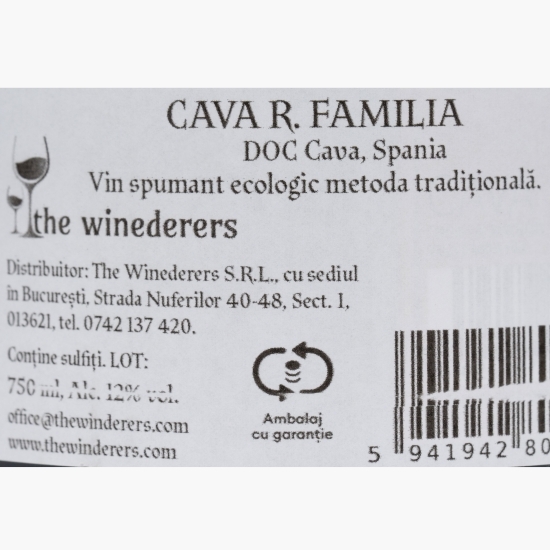 CAVA R. FAMILIA
DOC Cava, Spania
Vin spumant ecologic metoda tradițională.
the winederers
Distribuitor: The Winederers S.R.L., cu sediul
în București, Strada Nuferilor 40-48, Sect. 1,
013621, tel. 0742 137 420.
Conține sulfiți. LOT:
750 ml, Alc. 12% vol.
office@thewinderers.com
www.thewinderers.com
Ambalaj
cu garanție
5 941942 80